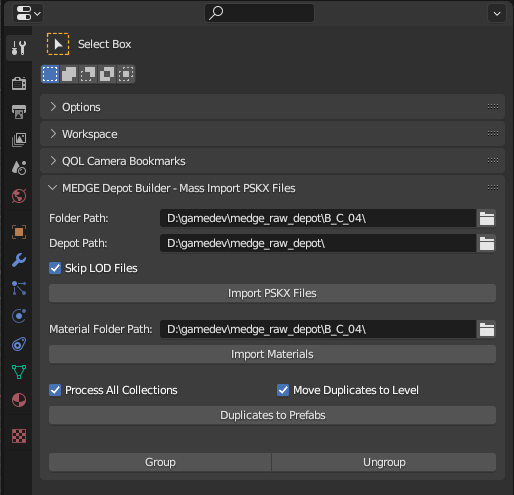 Select Box
Options
Workspace
QOL Camera Bookmarks
MEDGE Depot Builder - Mass Import PSKX Files
Folder Path: D:\gamedev\medge_raw_depot\B_C_04\
Depot Path: D:\gamedev\medge_raw_depot\
Skip LOD Files
Import PSKX Files
Material Folder Path: D:\gamedev\medge_raw_depot\B_C_04\
Import Materials
Process All Collections Move Duplicates to Level
Duplicates to Prefabs
Group Ungroup